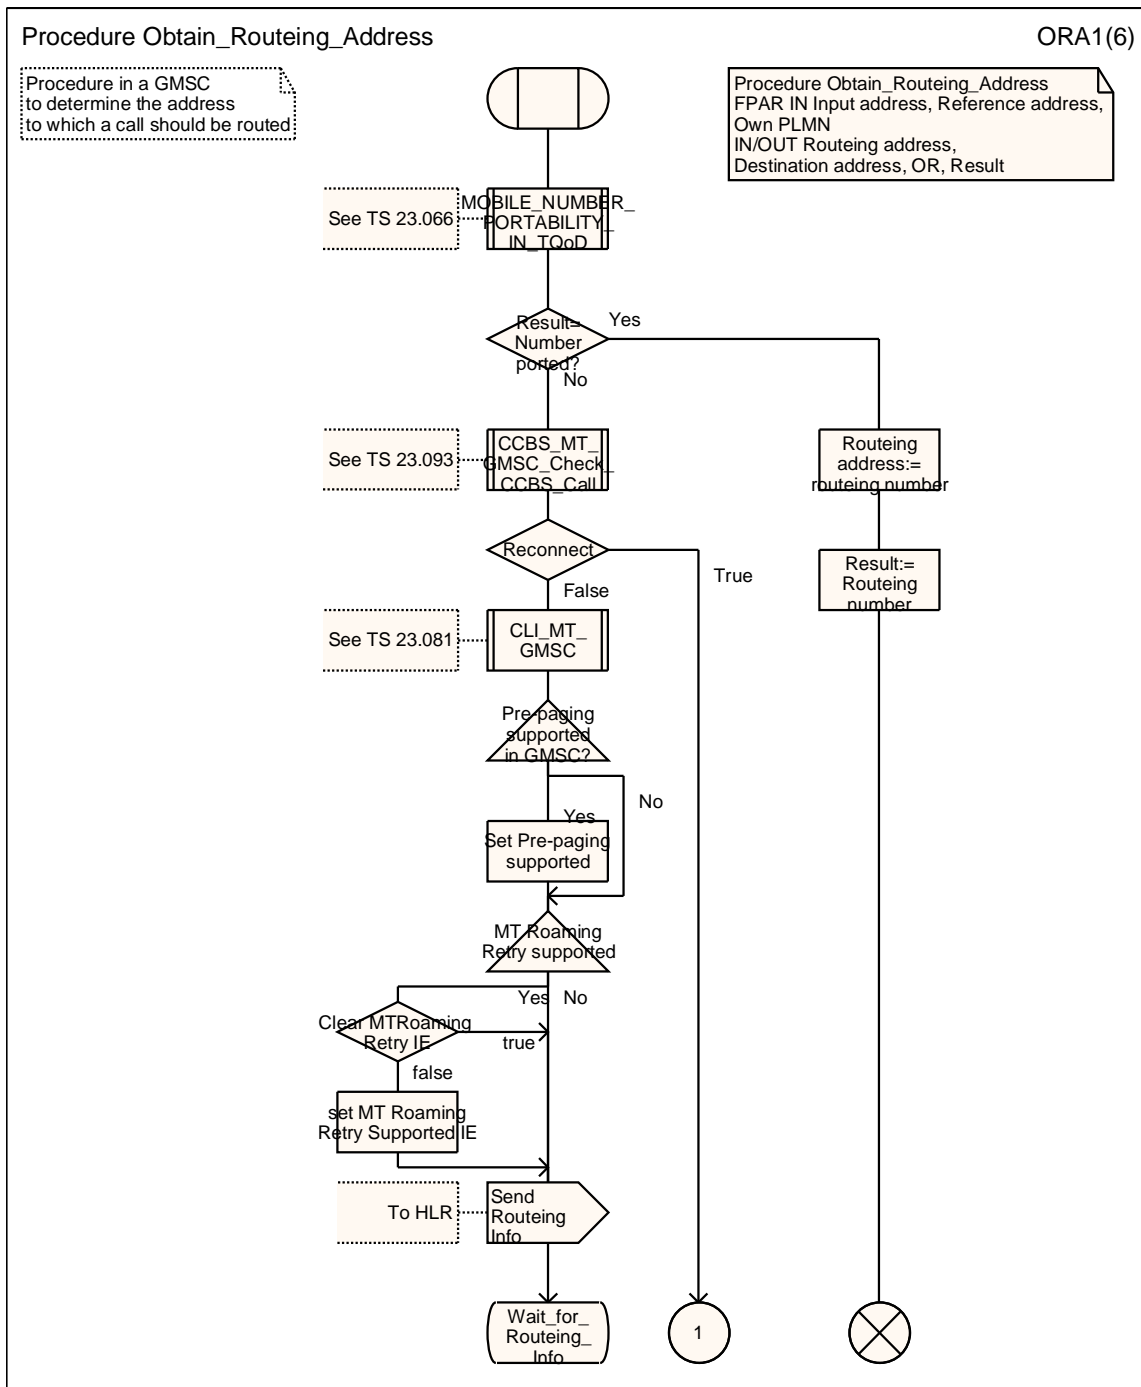 Procedure Obtain_Routeing_Address
ORA1(6)
Procedure in a GMSC
to determine the address
to which a call should be routed
Procedure Obtain_Routeing_Address
FPAR IN Input address, Reference address,
Own PLMN
IN/OUT Routeing address,
Destination address, OR, Result
See TS 23.066
MOBILE_NUMBER_
PORTABILITY_
IN_TQoD
Result=
Number
ported?
Yes
No
See TS 23.093
CCBS_MT_
GMSC_Check_
CCBS_Call
Routeing
address:=
routeing number
Reconnect
True
False
Result:=
Routeing
number
See TS 23.081
CLI_MT_
GMSC
Pre-paging
supported
in GMSC?
No
Yes
Set Pre-paging
supported
MT Roaming
Retry supported
Yes
No
Clear MTRoaming
Retry IE
true
false
set MT Roaming
Retry Supported IE
To HLR
Send
Routeing
Info
Wait_for_
Routeing_
Info
1